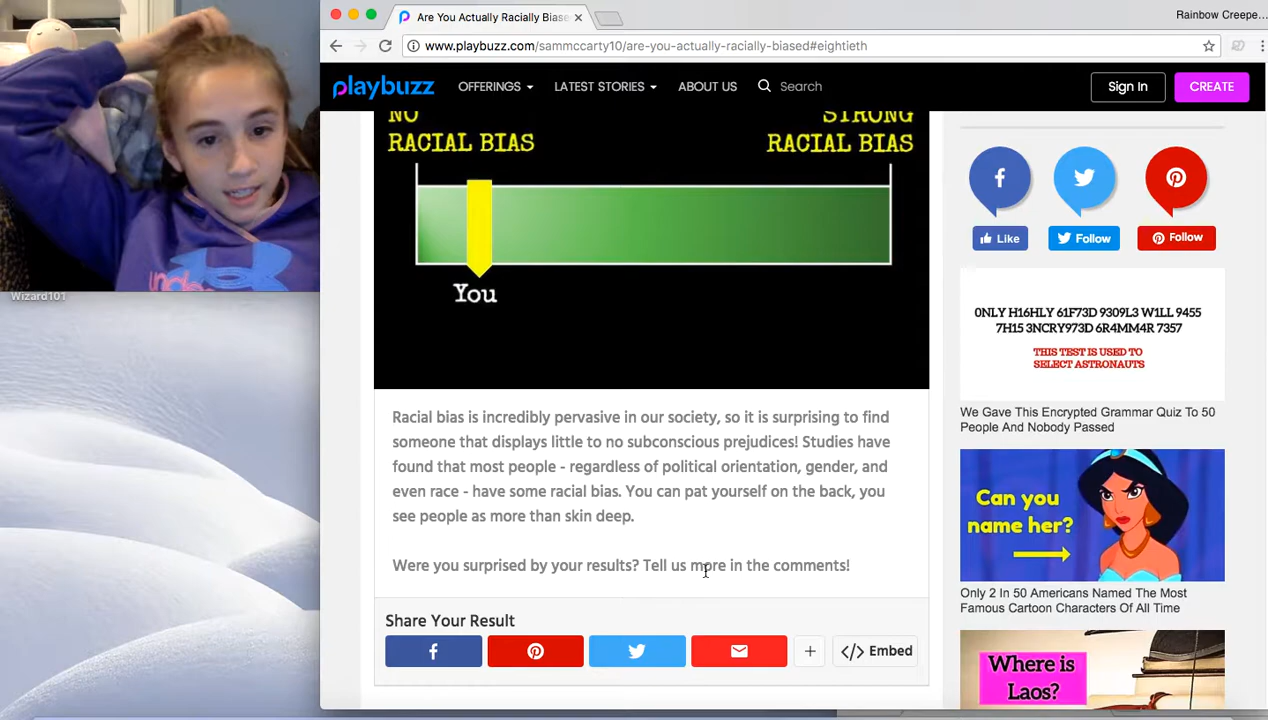 Are You Actually Racially Biase
Rainbow Creepe...
www.playbuzz.com/sammccarty10/are-you-actually-racially-biased#eightieth
playbuzz
OFFERINGS
LATEST STORIES
ABOUT US
Search
Sign In
CREATE
NO
RACIAL BIAS
STRONG
RACIAL BIAS
You
Racial bias is incredibly pervasive in our society, so it is surprising to find
someone that displays little to no subconscious prejudices! Studies have
found that most people - regardless of political orientation, gender, and
even race - have some racial bias. You can pat yourself on the back, you
see people as more than skin deep.
Were you surprised by your results? Tell us more in the comments!
Share Your Result
</> Embed
Like
Follow
Follow
0NLY H16HLY 61F73D 9309L3 W1LL 9455
7H15 3NCRY973D 6R4MM4R 7357
THIS TEST IS USED TO
SELECT ASTRONAUTS
We Gave This Encrypted Grammar Quiz To 50
People And Nobody Passed
Can you
name her?
Only 2 In 50 Americans Named The Most
Famous Cartoon Characters Of All Time
Where is
Laos?
Wizard101